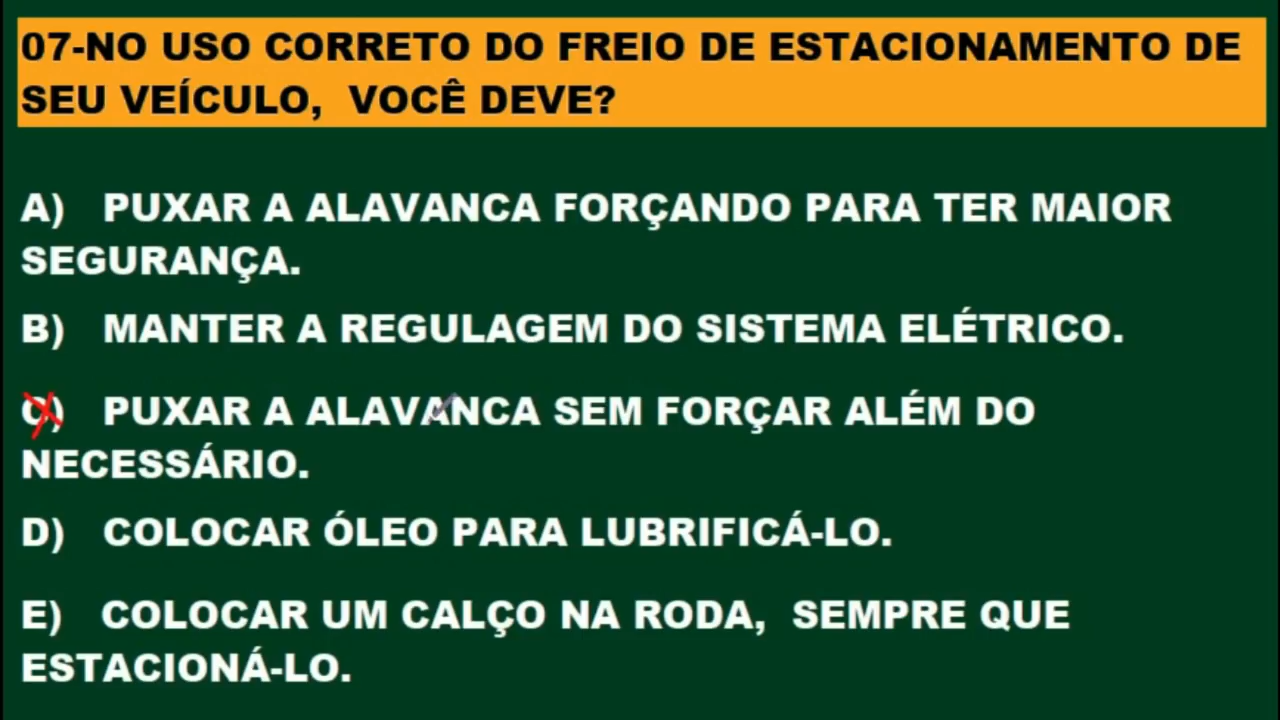 07-NO USO CORRETO DO FREIO DE ESTACIONAMENTO DE
SEU VEÍCULO,  VOCÊ DEVE?
A)   PUXAR A ALAVANCA FORÇANDO PARA TER MAIOR
SEGURANÇA.
B)   MANTER A REGULAGEM DO SISTEMA ELÉTRICO.
C)   PUXAR A ALAVANCA SEM FORÇAR ALÉM DO
NECESSÁRIO.
D)   COLOCAR ÓLEO PARA LUBRIFICÁ-LO.
E)   COLOCAR UM CALÇO NA RODA,  SEMPRE QUE
ESTACIONÁ-LO.